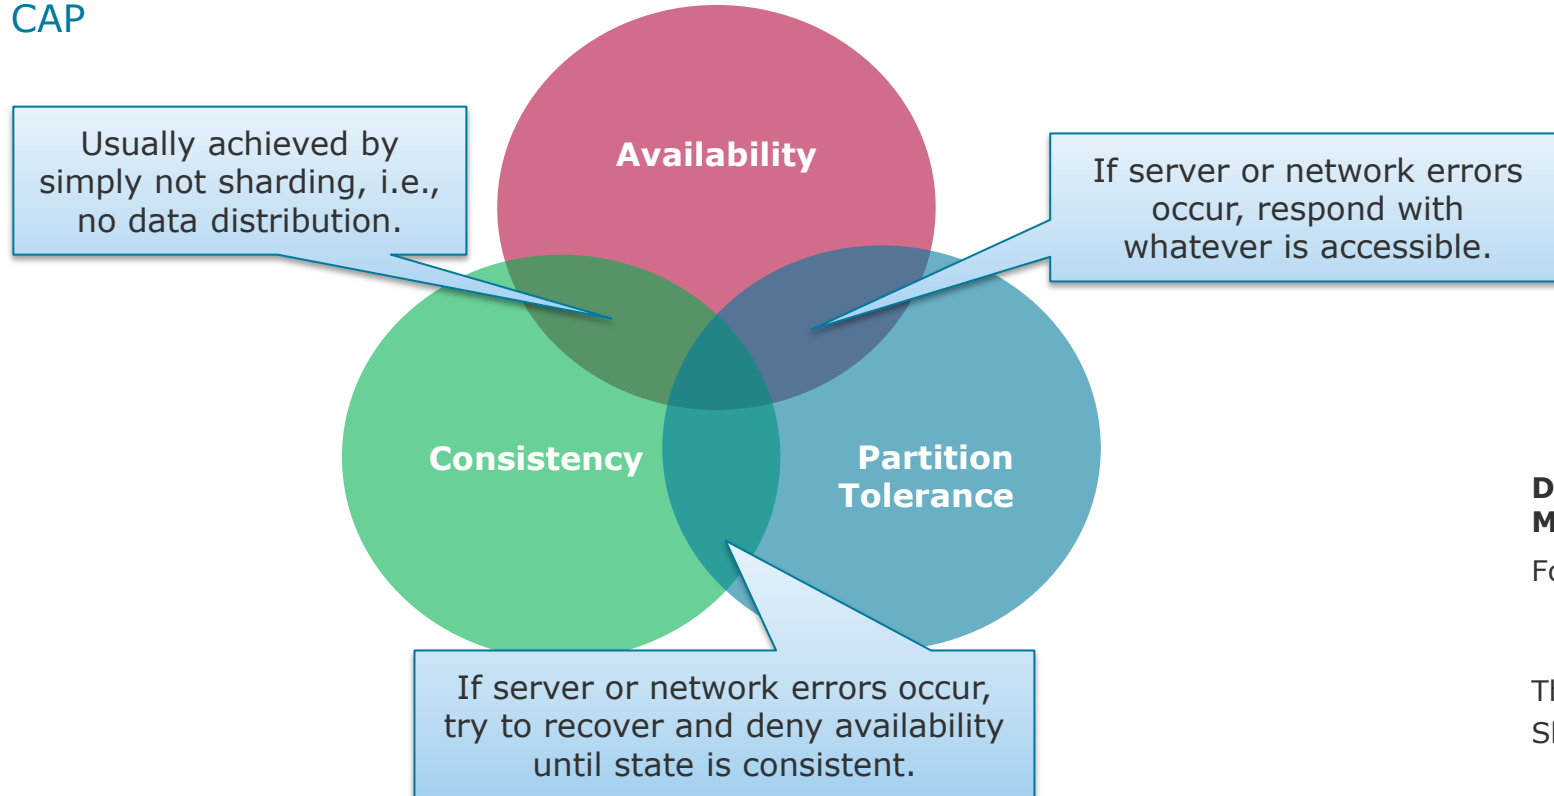 CAP
Usually achieved by
simply not sharding, i.e.,
no data distribution.
Availability
If server or network errors
occur, respond with
whatever is accessible.
Consistency
Partition
Tolerance
If server or network errors occur,
try to recover and deny availability
until state is consistent.